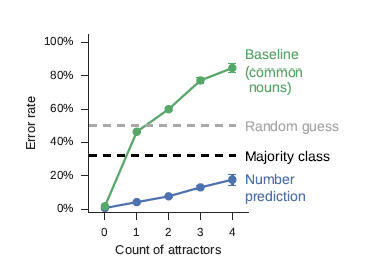 100%
80%
60%
40%
20%
0%
Error rate
0 1 2 3 4
Count of attractors
Baseline
(common
nouns)
Random guess
Majority class
Number
prediction